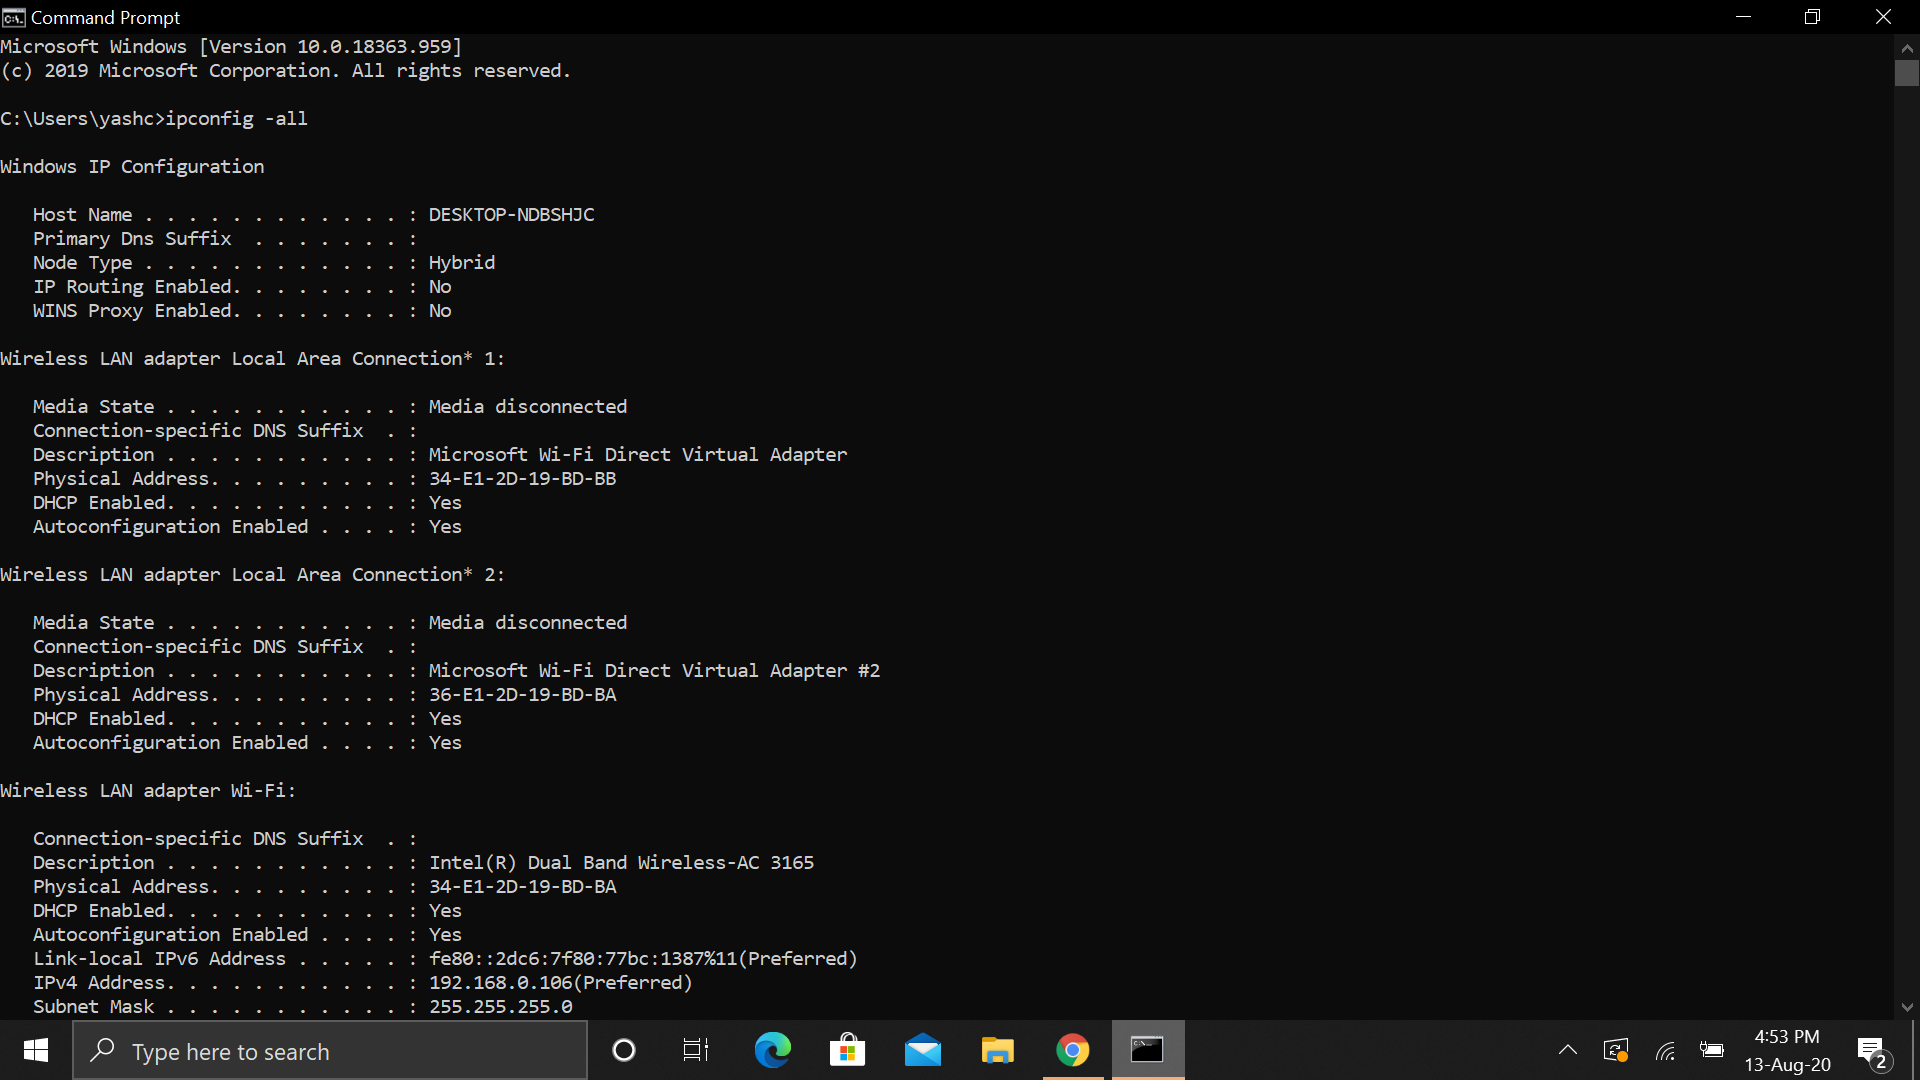 Command Prompt
Microsoft Windows [Version 10.0.18363.959]
(c) 2019 Microsoft Corporation. All rights reserved.
C:\Users\yashc>ipconfig -all
Windows IP Configuration
   Host Name . . . . . . . . . . . . : DESKTOP-NDBSHJC
   Primary Dns Suffix  . . . . . . . :
   Node Type . . . . . . . . . . . . : Hybrid
   IP Routing Enabled. . . . . . . . : No
   WINS Proxy Enabled. . . . . . . . : No
Wireless LAN adapter Local Area Connection* 1:
   Media State . . . . . . . . . . . : Media disconnected
   Connection-specific DNS Suffix  . :
   Description . . . . . . . . . . . : Microsoft Wi-Fi Direct Virtual Adapter
   Physical Address. . . . . . . . . : 34-E1-2D-19-BD-BB
   DHCP Enabled. . . . . . . . . . . : Yes
   Autoconfiguration Enabled . . . . : Yes
Wireless LAN adapter Local Area Connection* 2:
   Media State . . . . . . . . . . . : Media disconnected
   Connection-specific DNS Suffix  . :
   Description . . . . . . . . . . . : Microsoft Wi-Fi Direct Virtual Adapter #2
   Physical Address. . . . . . . . . : 36-E1-2D-19-BD-BA
   DHCP Enabled. . . . . . . . . . . : Yes
   Autoconfiguration Enabled . . . . : Yes
Wireless LAN adapter Wi-Fi:
   Connection-specific DNS Suffix  . :
   Description . . . . . . . . . . . : Intel(R) Dual Band Wireless-AC 3165
   Physical Address. . . . . . . . . : 34-E1-2D-19-BD-BA
   DHCP Enabled. . . . . . . . . . . : Yes
   Autoconfiguration Enabled . . . . : Yes
   Link-local IPv6 Address . . . . . : fe80::2dc6:7f80:77bc:1387%11(Preferred)
   IPv4 Address. . . . . . . . . . . : 192.168.0.106(Preferred)
   Subnet Mask . . . . . . . . . . . : 255.255.255.0
Type here to search
4:53 PM
13-Aug-20
2